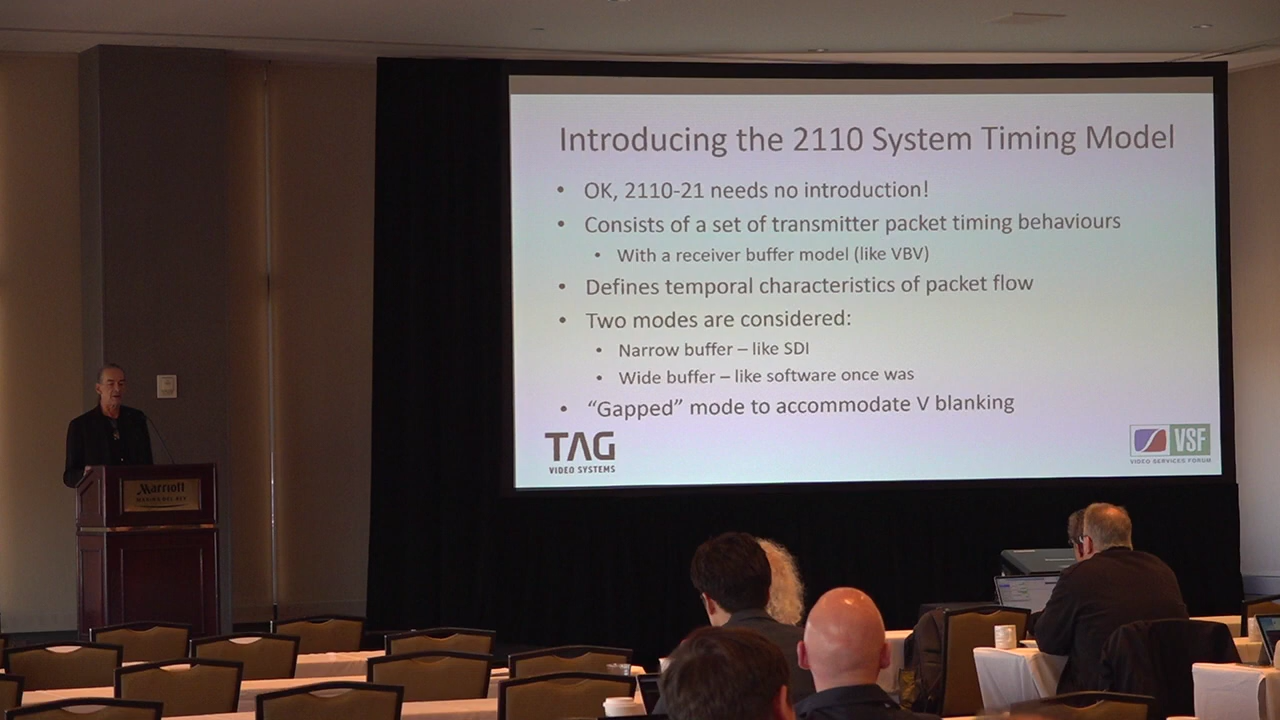 Introducing the 2110 System Timing Model
• OK, 2110-21 needs no introduction!
• Consists of a set of transmitter packet timing behaviours
• With a receiver buffer model (like VBV)
• Defines temporal characteristics of packet flow
• Two modes are considered:
• Narrow buffer – like SDI
• Wide buffer – like software once was
• “Gapped” mode to accommodate V blanking
TAG
VIDEO SYSTEMS
VSF
VIDEO SERVICES FORUM
Marriott
MARINA DEL REY